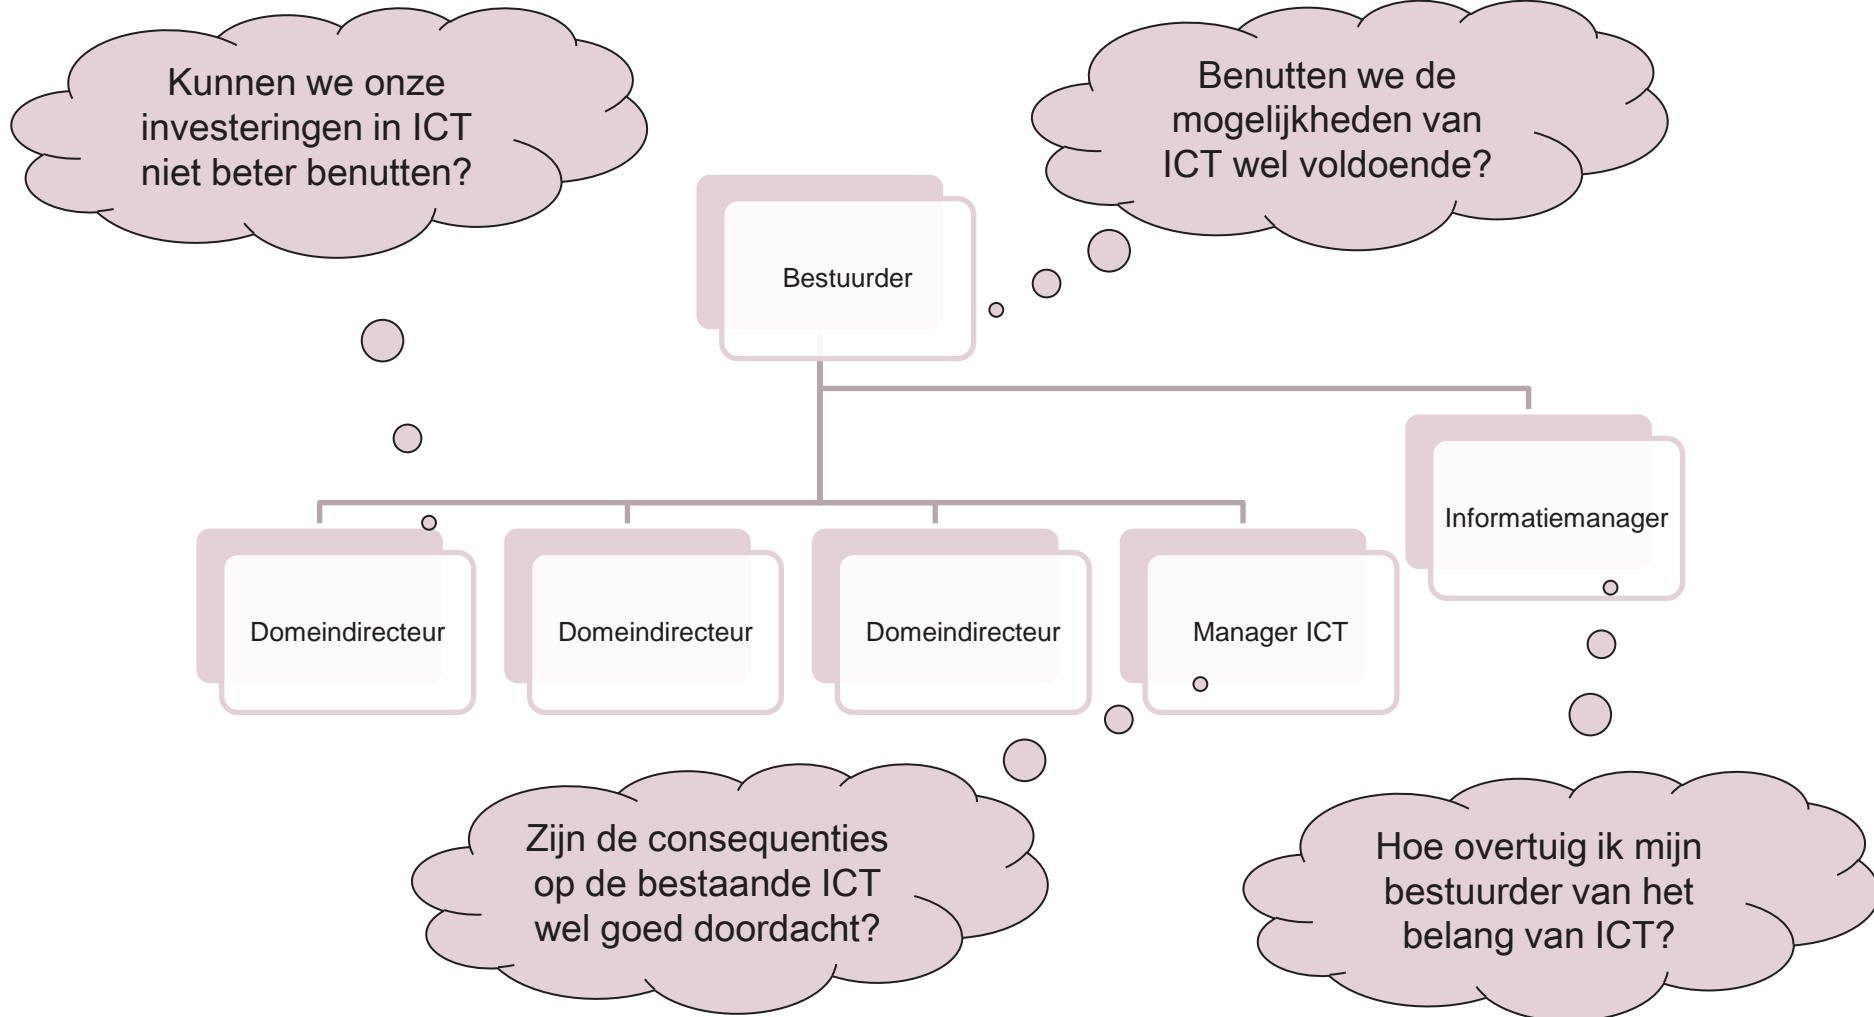 Kunnen we onze
investeringen in ICT
niet beter benutten?
Benutten we de
mogelijkheden van
ICT wel voldoende?
Bestuurder
Informatiemanager
Domeindirecteur
Domeindirecteur
Domeindirecteur
Manager ICT
Zijn de consequenties
op de bestaande ICT
wel goed doordacht?
Hoe overtuig ik mijn
bestuurder van het
belang van ICT?